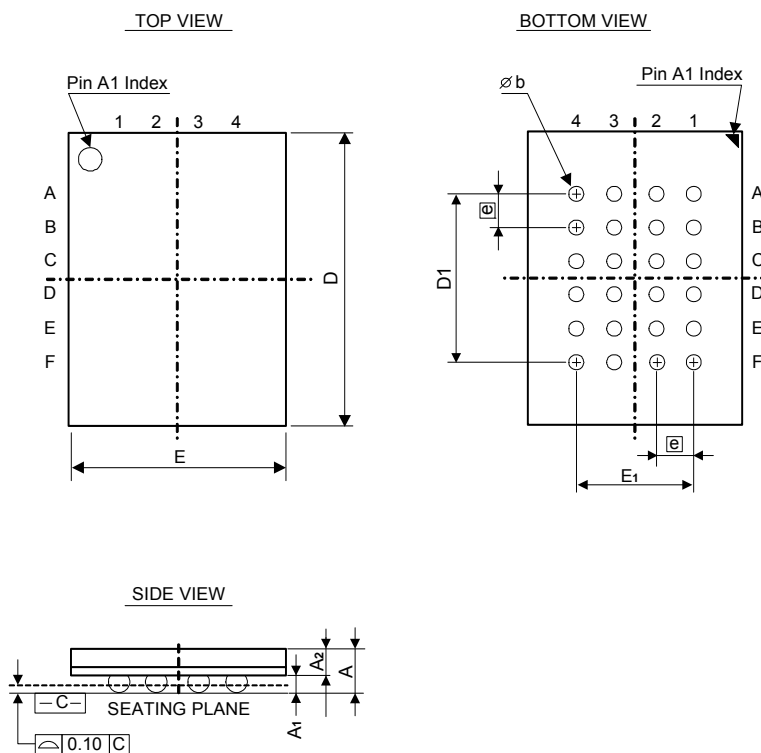 TOP VIEW
Pin A1 Index
1 2 3 4
A
B
C
D
E
F
D
E
BOTTOM VIEW
Pin A1 Index
⌀ b
4 3 2 1
A
B
C
D
E
F
e
D1
e
E1
SIDE VIEW
A2
A
A1
-C-
SEATING PLANE
⌓ 0.10 C